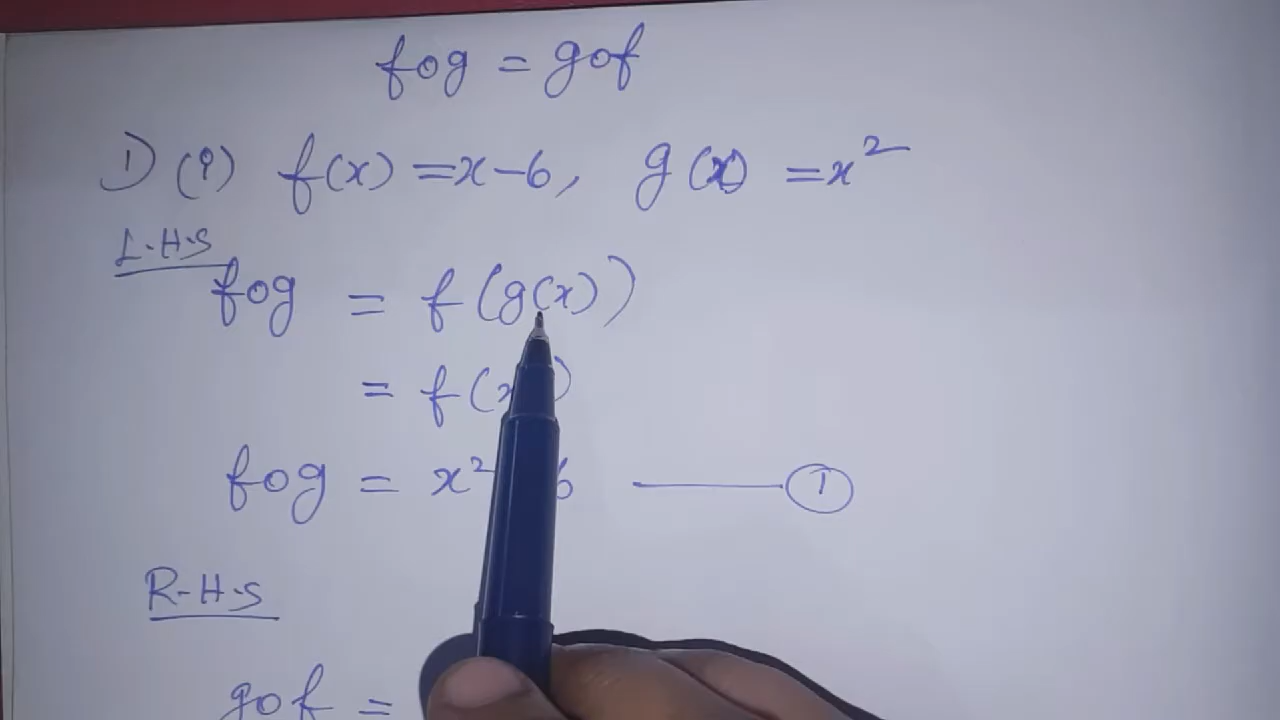 fog = gof
1) (i) f(x) = x-6, g(x) = x²
L.H.S
fog = f(g(x))
= f(x )
fog = x² 6 ——— ①
R-H-S
gof =